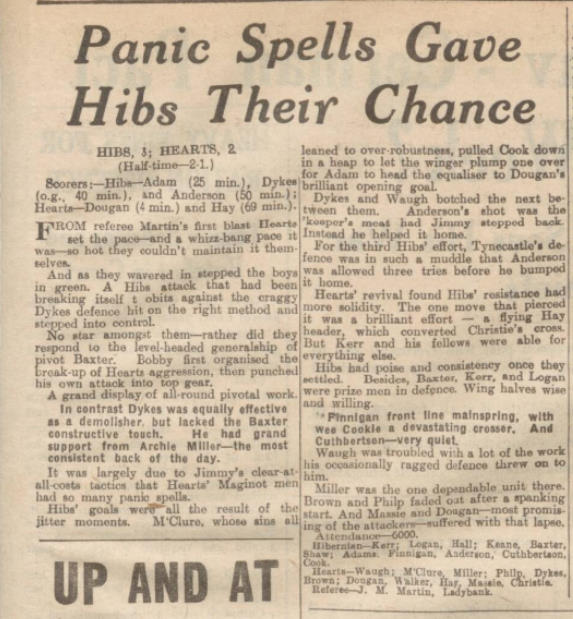 Panic Spells Gave
Hibs Their Chance
HIBS, 3; HEARTS, 2
(Half-time—2-1.)
Scorers:—Hibs—Adam (25 min.), Dykes
(o.g., 40 min.), and Anderson (50 min.);
Hearts—Dougan (4 min.) and Hay (69 min.).
FROM referee Martin's first blast Hearts
set the pace—and a whizz-bang pace it
was—so hot they couldn't maintain it them-
selves.
And as they wavered in stepped the boys
in green. A Hibs attack that had been
breaking itself t obits against the craggy
Dykes defence hit on the right method and
stepped into control.
No star amongst them—rather did they
respond to the level-headed generalship of
pivot Baxter. Bobby first organised the
break-up of Hearts aggression, then punched
his own attack into top gear.
A grand display of all-round pivotal work.
In contrast Dykes was equally effective
as a demolisher, but lacked the Baxter
constructive touch. He had grand
support from Archie Miller—the most
consistent back of the day.
It was largely due to Jimmy's clear-at-
all-costs tactics that Hearts' Maginot men
had so many panic spells.
Hibs' goals were all the result of the
jitter moments. M'Clure, whose sins all
UP AND AT
leaned to over-robustness, pulled Cook down
in a heap to let the winger plump one over
for Adam to head the equaliser to Dougan's
brilliant opening goal.
Dykes and Waugh botched the next be-
tween them. Anderson's shot was the
'keeper's meat had Jimmy stepped back.
Instead he helped it home.
For the third Hibs' effort, Tynecastle's de-
fence was in such a muddle that Anderson
was allowed three tries before he bumped
it home.
Hearts' revival found Hibs' resistance had
more solidity. The one move that pierced
it was a brilliant effort — a flying Hay
header, which converted Christie's cross.
But Kerr and his fellows were able for
everything else.
Hibs had poise and consistency once they
settled. Besides, Baxter, Kerr, and Logan
were prize men in defence. Wing halves wise
and willing.
Finnigan front line mainspring, with
wee Cookie a devastating crosser. And
Cuthbertson—very quiet.
Waugh was troubled with a lot of the work
his occasionally ragged defence threw on to
him.
Miller was the one dependable unit there.
Brown and Philp faded out after a spanking
start. And Massie and Dougan—most promis-
ing of the attackers—suffered with that lapse.
Attendance—6000.
Hibernian—Kerr; Logan, Hall; Keane, Baxter,
Shaw; Adams, Finnigan, Anderson, Cuthbertson,
Cook.
Hearts—Waugh; M'Clure, Miller; Philp, Dykes,
Brown; Dougan, Walker, Hay, Massie, Christie.
Referee—J. M. Martin, Ladybank.